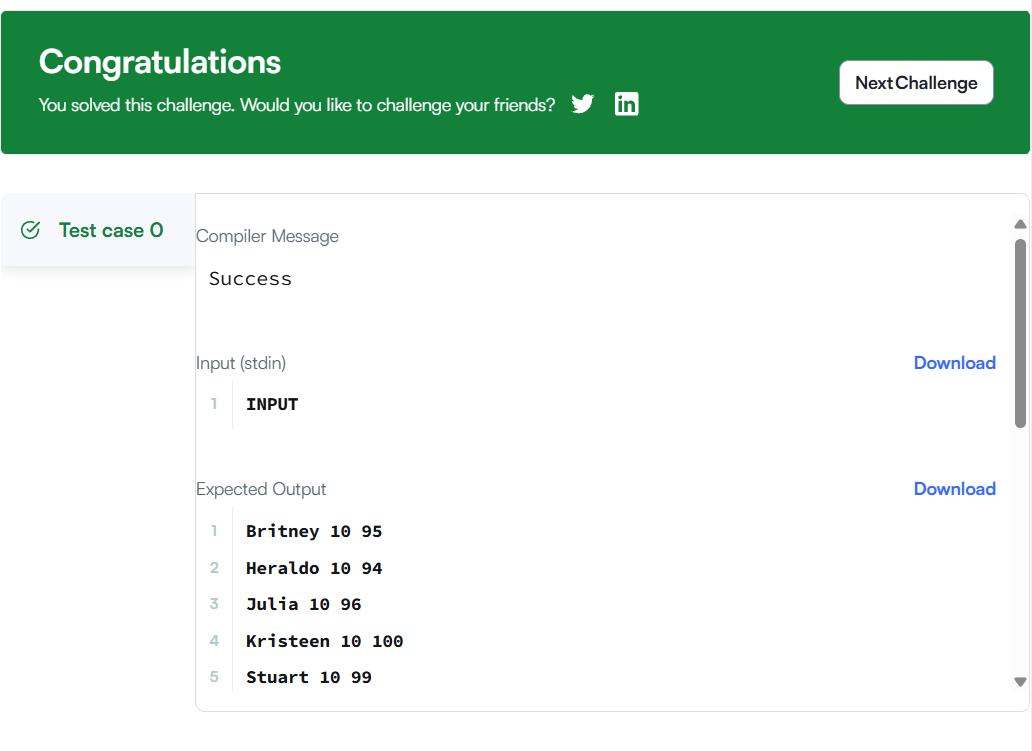 Congratulations
You solved this challenge. Would you like to challenge your friends?
in
Next Challenge
Test case 0
Compiler Message
Success
Input (stdin)
Download
1 INPUT
Expected Output
Download
1 Britney 10 95
2 Heraldo 10 94
3 Julia 10 96
4 Kristeen 10 100
5 Stuart 10 99